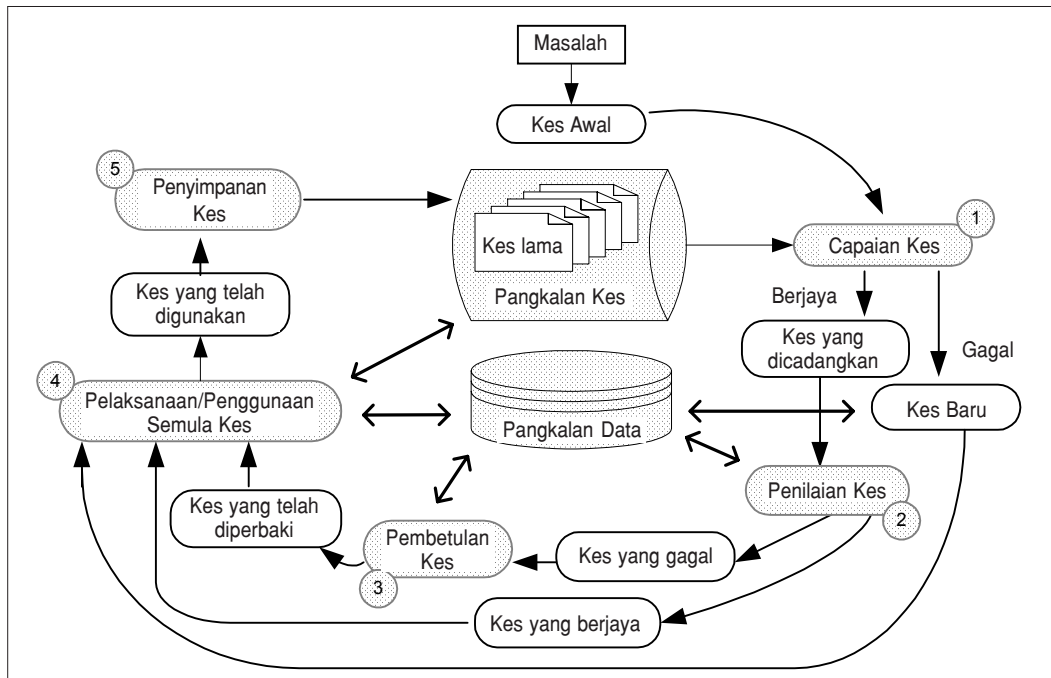 Masalah
Kes Awal
5
Penyimpanan
Kes
1
Kes lama
Capaian Kes
Pangkalan Kes
Kes yang telah
digunakan
Berjaya
Kes yang
dicadangkan
Gagal
4
Pelaksanaan/Penggunaan
Semula Kes
Pangkalan Data
Kes Baru
Kes yang telah
diperbaki
Penilaian Kes
2
Pembetulan
Kes
3
Kes yang gagal
Kes yang berjaya